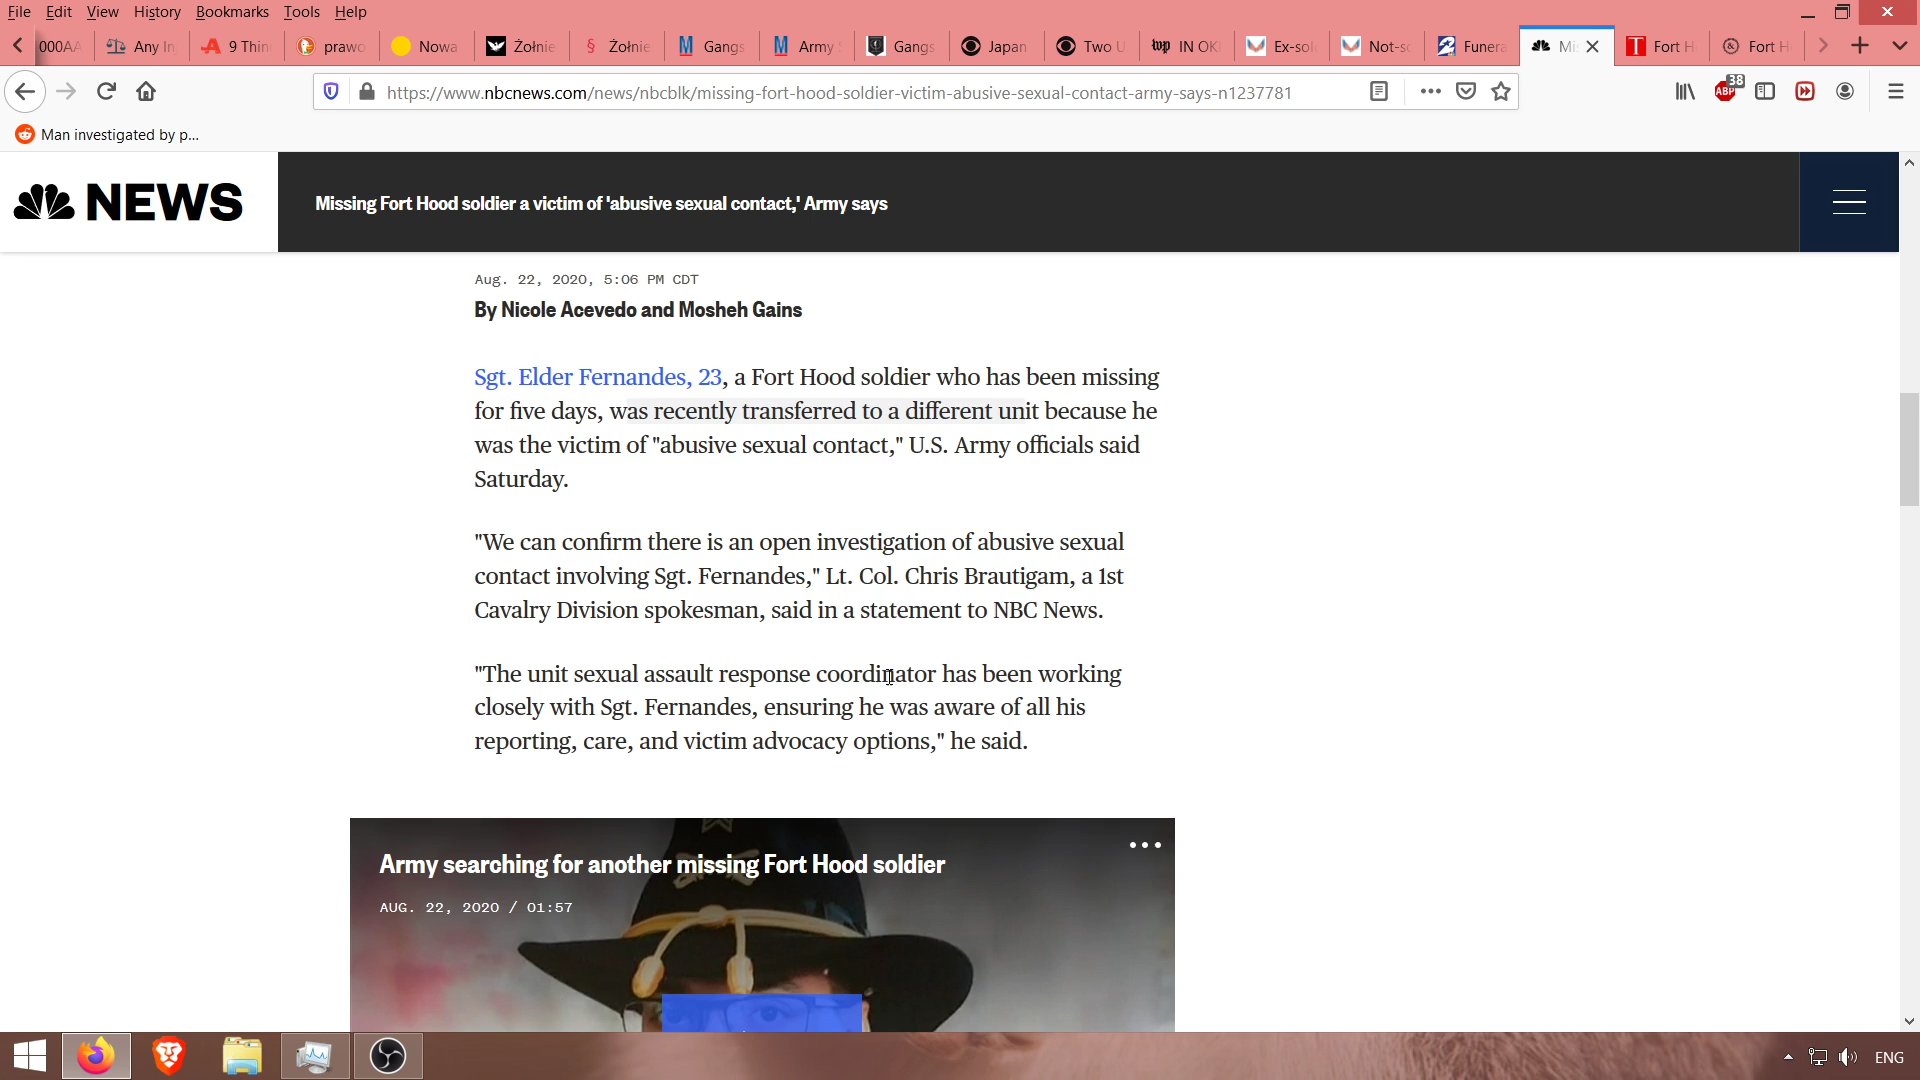 File Edit View History Bookmarks Tools Help
000AA Any In 9 Thin prawo Nowa Żołnie § Żołnie M Gangs M Army Gangs Japan Two U wp IN OK Ex-sol Not-so Funera Mi T Fort H Fort H
https://www.nbcnews.com/news/nbcblk/missing-fort-hood-soldier-victim-abusive-sexual-contact-army-says-n1237781
ABP 38
Man investigated by p...
NEWS
Missing Fort Hood soldier a victim of 'abusive sexual contact,' Army says
Aug. 22, 2020, 5:06 PM CDT
By Nicole Acevedo and Mosheh Gains
Sgt. Elder Fernandes, 23, a Fort Hood soldier who has been missing
for five days, was recently transferred to a different unit because he
was the victim of "abusive sexual contact," U.S. Army officials said
Saturday.
"We can confirm there is an open investigation of abusive sexual
contact involving Sgt. Fernandes," Lt. Col. Chris Brautigam, a 1st
Cavalry Division spokesman, said in a statement to NBC News.
"The unit sexual assault response coordinator has been working
closely with Sgt. Fernandes, ensuring he was aware of all his
reporting, care, and victim advocacy options," he said.
Army searching for another missing Fort Hood soldier
AUG. 22, 2020 / 01:57
ENG